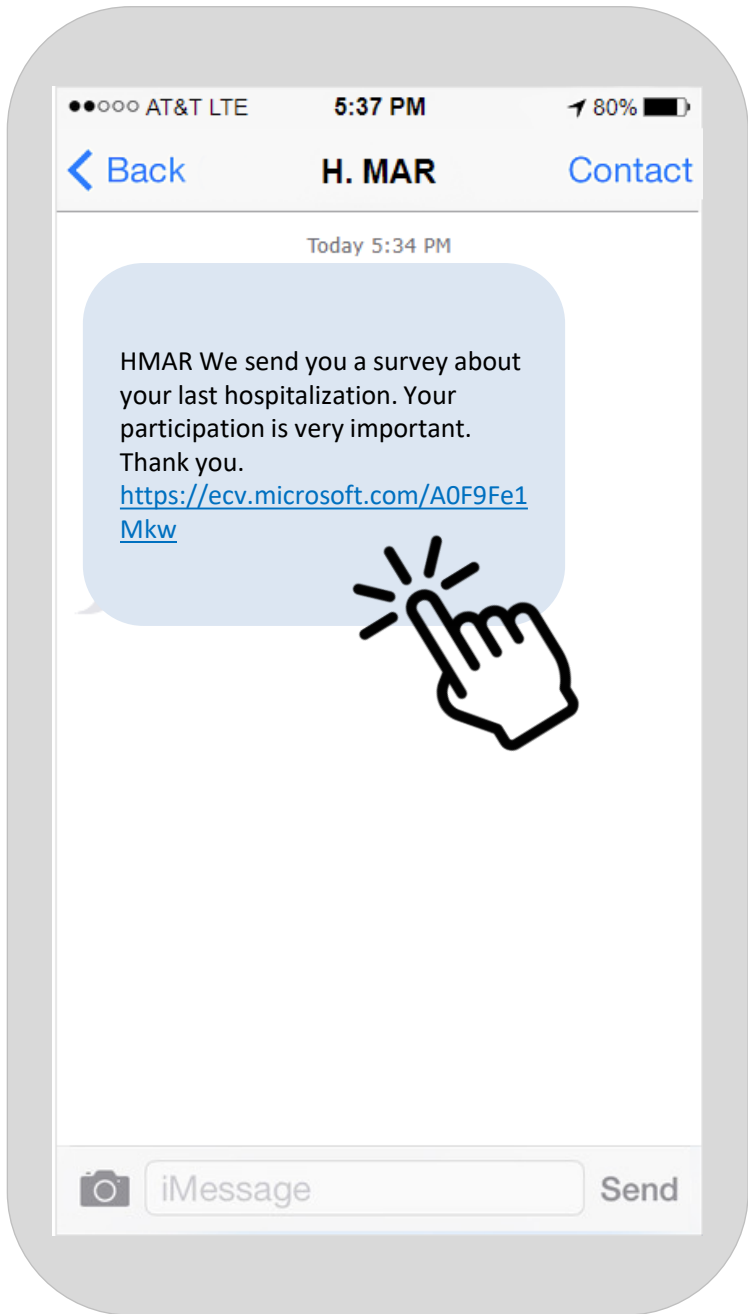 AT&T LTE 5:37 PM 80%
Back H. MAR Contact
Today 5:34 PM
HMAR We send you a survey about
your last hospitalization. Your
participation is very important.
Thank you.
https://ecv.microsoft.com/A0F9Fe1
Mkw
iMessage Send